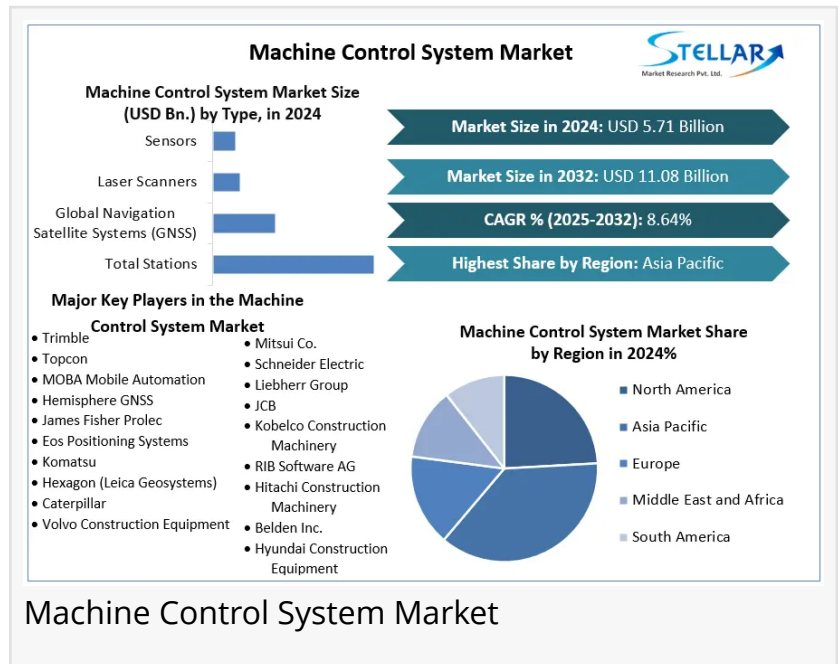 Machine Control System Market
STELLAR
Market Research Pvt. Ltd.
Machine Control System Market Size
(USD Bn.) by Type, in 2024
Sensors
Laser Scanners
Global Navigation
Satellite Systems (GNSS)
Total Stations
Market Size in 2024: USD 5.71 Billion
Market Size in 2032: USD 11.08 Billion
CAGR % (2025-2032): 8.64%
Highest Share by Region: Asia Pacific
Major Key Players in the Machine
Control System Market
• Trimble
• Topcon
• MOBA Mobile Automation
• Hemisphere GNSS
• James Fisher Prolec
• Eos Positioning Systems
• Komatsu
• Hexagon (Leica Geosystems)
• Caterpillar
• Volvo Construction Equipment
• Mitsui Co.
• Schneider Electric
• Liebherr Group
• JCB
• Kobelco Construction
Machinery
• RIB Software AG
• Hitachi Construction
Machinery
• Belden Inc.
• Hyundai Construction
Equipment
Machine Control System Market Share
by Region in 2024%
North America
Asia Pacific
Europe
Middle East and Africa
South America
Machine Control System Market